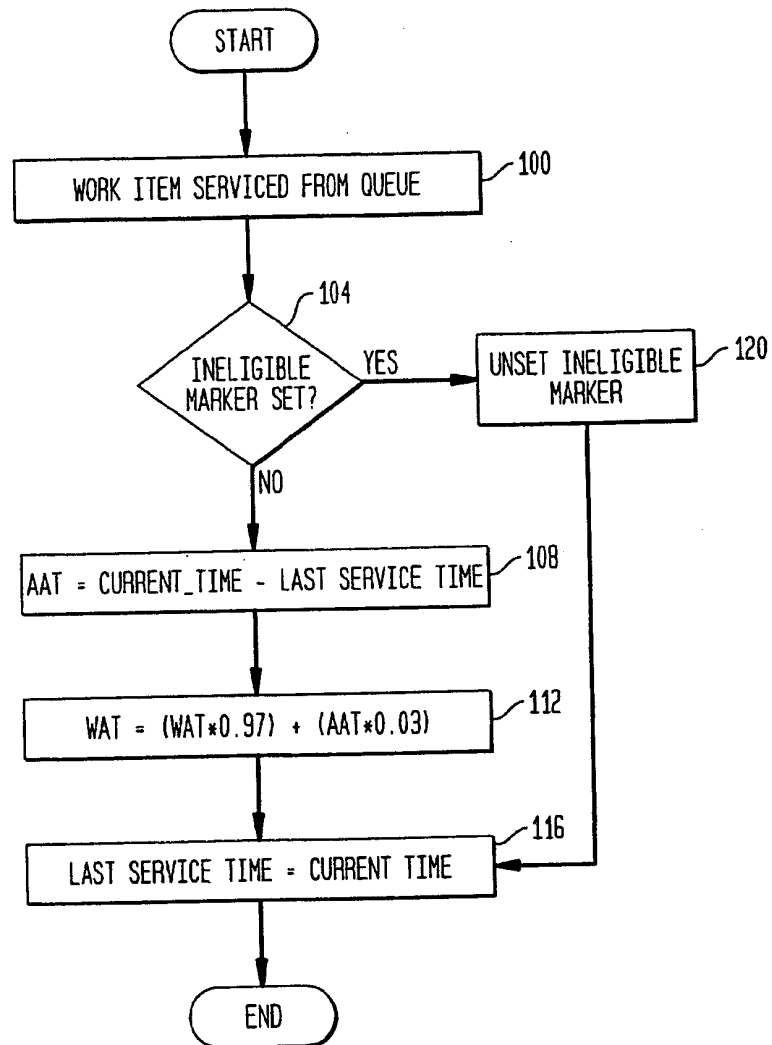 START
WORK ITEM SERVICED FROM QUEUE
100
104
INELIGIBLE
MARKER SET?
YES
UNSET INELIGIBLE
MARKER
120
NO
AAT = CURRENT_TIME - LAST SERVICE TIME
108
WAT = (WAT*0.97) + (AAT*0.03)
112
LAST SERVICE TIME = CURRENT TIME
116
END